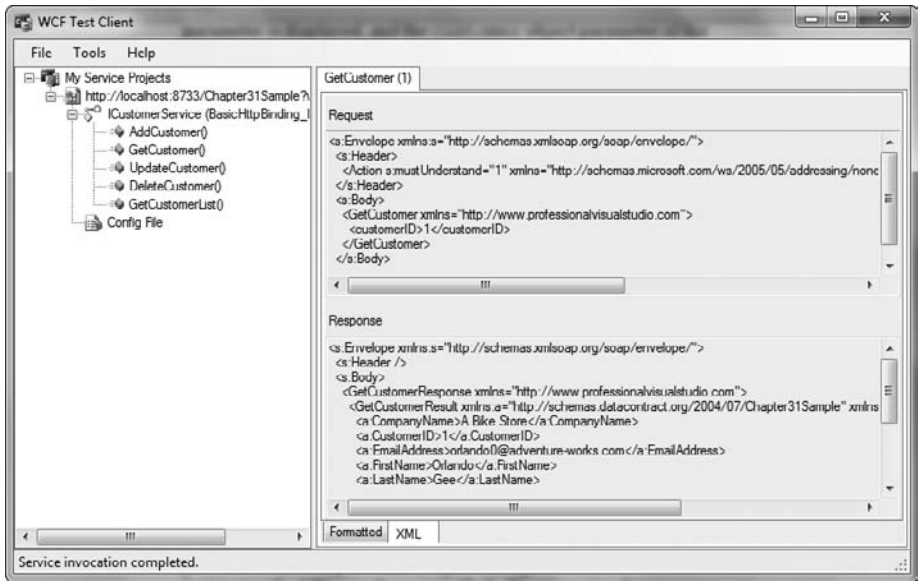 WCF Test Client
File Tools Help
My Service Projects
http://localhost:8733/Chapter31Sample?
ICustomerService (BasicHttpBinding_I
AddCustomer()
GetCustomer()
UpdateCustomer()
DeleteCustomer()
GetCustomerList()
Config File
GetCustomer (1)
Request
<s:Envelope xmlns:s="http://schemas.xmlsoap.org/soap/envelope/">
<s:Header>
<Action s:mustUnderstand="1" xmlns="http://schemas.microsoft.com/ws/2005/05/addressing/none
</s:Header>
<s:Body>
<GetCustomer xmlns="http://www.professionalvisualstudio.com">
<customerID>1</customerID>
</GetCustomer>
</s:Body>
Response
<s:Envelope xmlns:s="http://schemas.xmlsoap.org/soap/envelope/">
<s:Header />
<s:Body>
<GetCustomerResponse xmlns="http://www.professionalvisualstudio.com">
<GetCustomerResult xmlns:a="http://schemas.datacontract.org/2004/07/Chapter31Sample" xmlns
<a:CompanyName>A Bike Store</a:CompanyName>
<a:CustomerID>1</a:CustomerID>
<a:EmailAddress>orlando0@adventure-works.com</a:EmailAddress>
<a:FirstName>Orlando</a:FirstName>
<a:LastName>Gee</a:LastName>
Formatted XML
Service invocation completed.